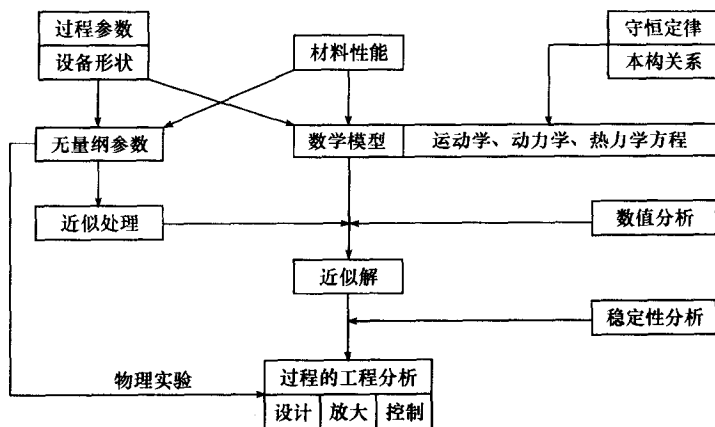 过程参数
设备形状
材料性能
守恒定律
本构关系
无量纲参数
数学模型
运动学、动力学、热力学方程
近似处理
数值分析
近似解
稳定性分析
物理实验
过程的工程分析
设计
放大
控制